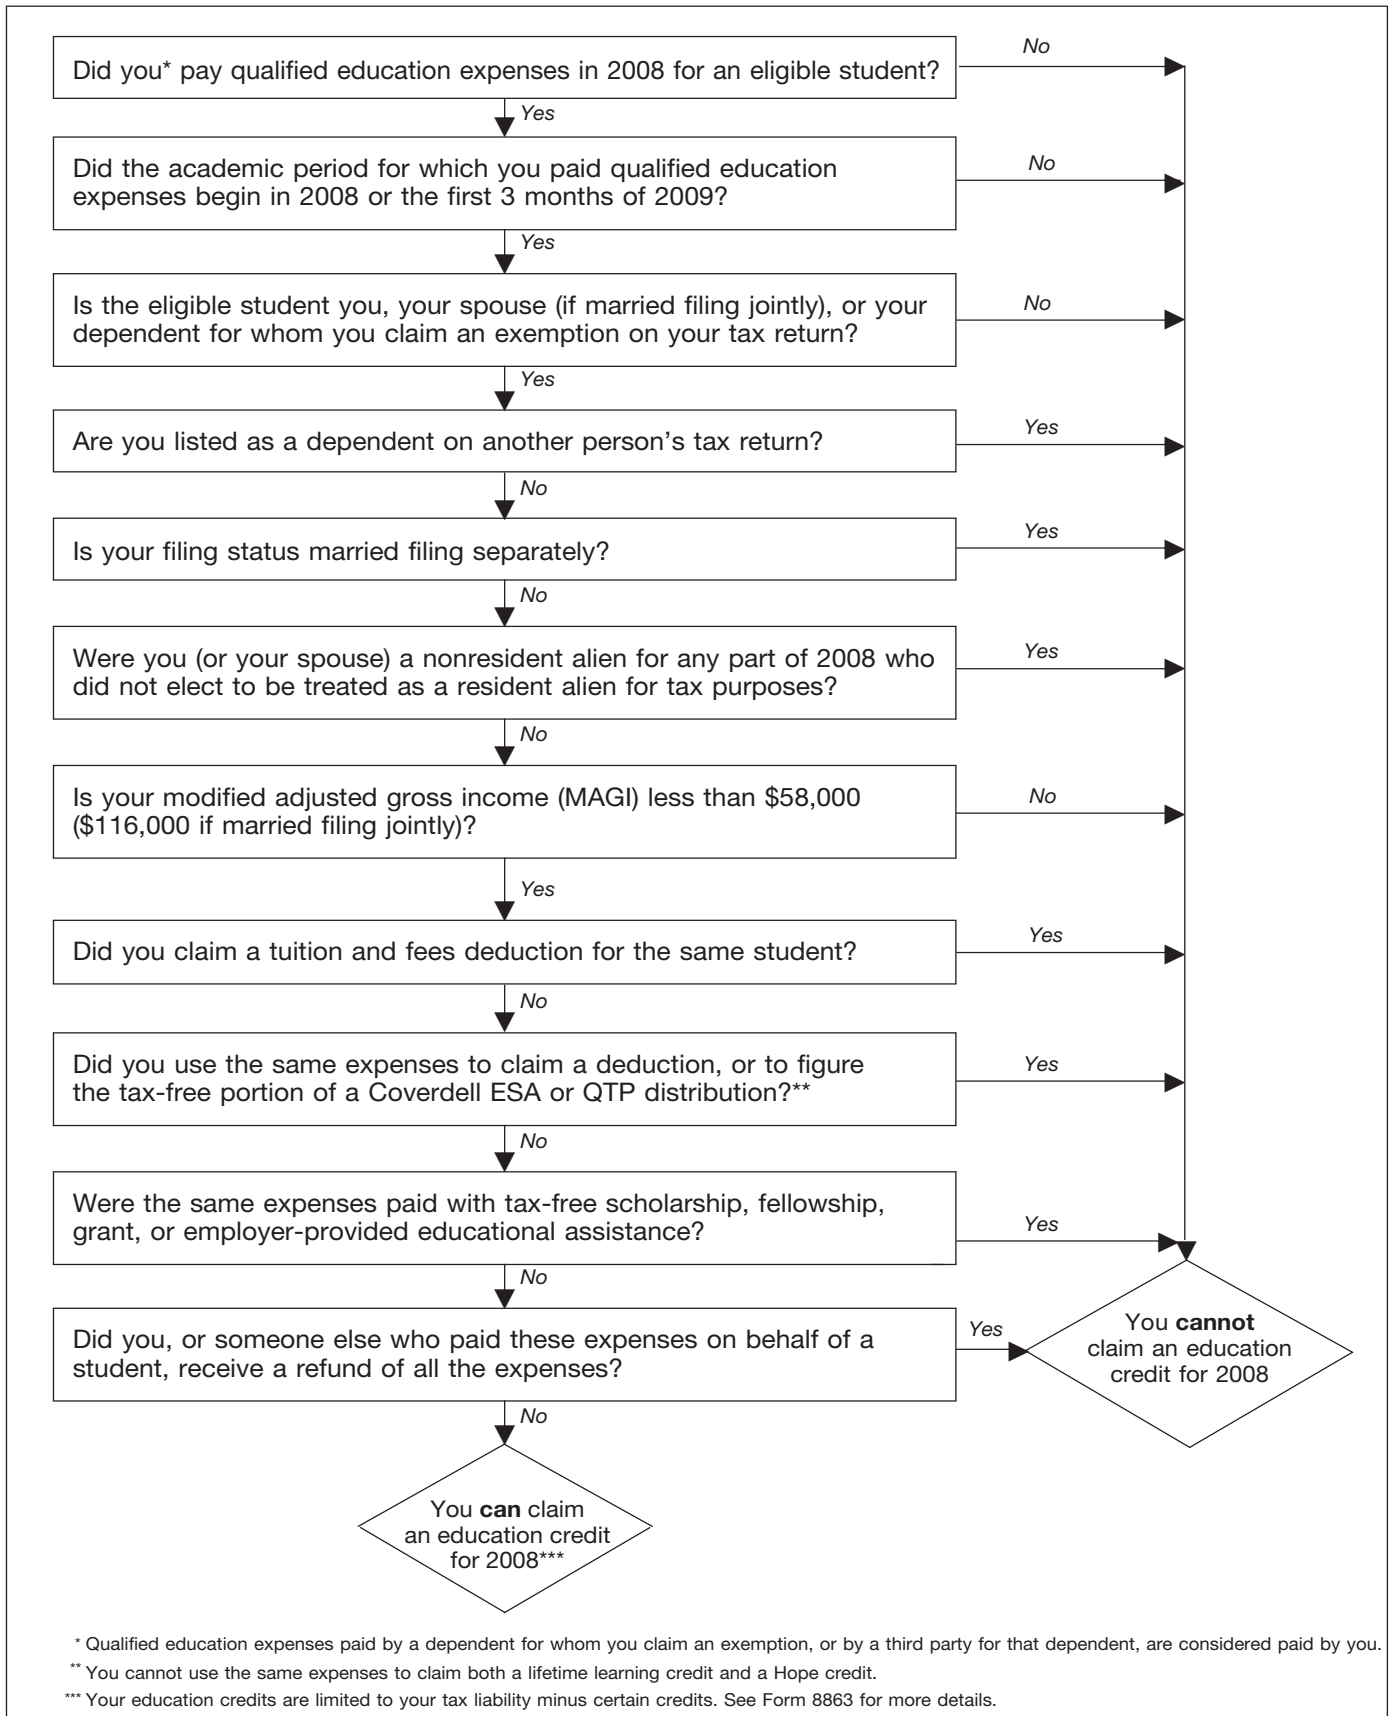 Did you* pay qualified education expenses in 2008 for an eligible student?
No
Yes
Did the academic period for which you paid qualified education
expenses begin in 2008 or the first 3 months of 2009?
No
Yes
Is the eligible student you, your spouse (if married filing jointly), or your
dependent for whom you claim an exemption on your tax return?
No
Yes
Are you listed as a dependent on another person's tax return?
Yes
No
Is your filing status married filing separately?
Yes
No
Were you (or your spouse) a nonresident alien for any part of 2008 who
did not elect to be treated as a resident alien for tax purposes?
Yes
No
Is your modified adjusted gross income (MAGI) less than $58,000
($116,000 if married filing jointly)?
No
Yes
Did you claim a tuition and fees deduction for the same student?
Yes
No
Did you use the same expenses to claim a deduction, or to figure
the tax-free portion of a Coverdell ESA or QTP distribution?**
Yes
No
Were the same expenses paid with tax-free scholarship, fellowship,
grant, or employer-provided educational assistance?
Yes
No
Did you, or someone else who paid these expenses on behalf of a
student, receive a refund of all the expenses?
Yes
You cannot
claim an education
credit for 2008
No
You can claim
an education credit
for 2008***
* Qualified education expenses paid by a dependent for whom you claim an exemption, or by a third party for that dependent, are considered paid by you.
** You cannot use the same expenses to claim both a lifetime learning credit and a Hope credit.
*** Your education credits are limited to your tax liability minus certain credits. See Form 8863 for more details.